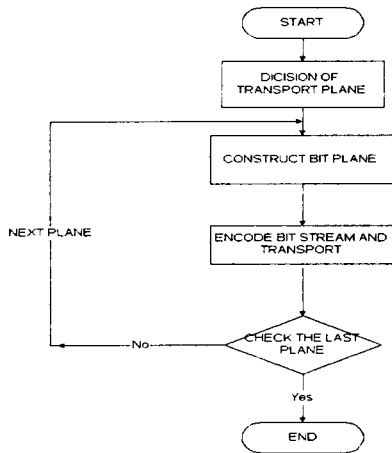 START
DICISION OF
TRANSPORT PLANE
CONSTRUCT BIT PLANE
NEXT PLANE
ENCODE BIT STREAM AND
TRANSPORT
CHECK THE LAST
PLANE
No
Yes
END